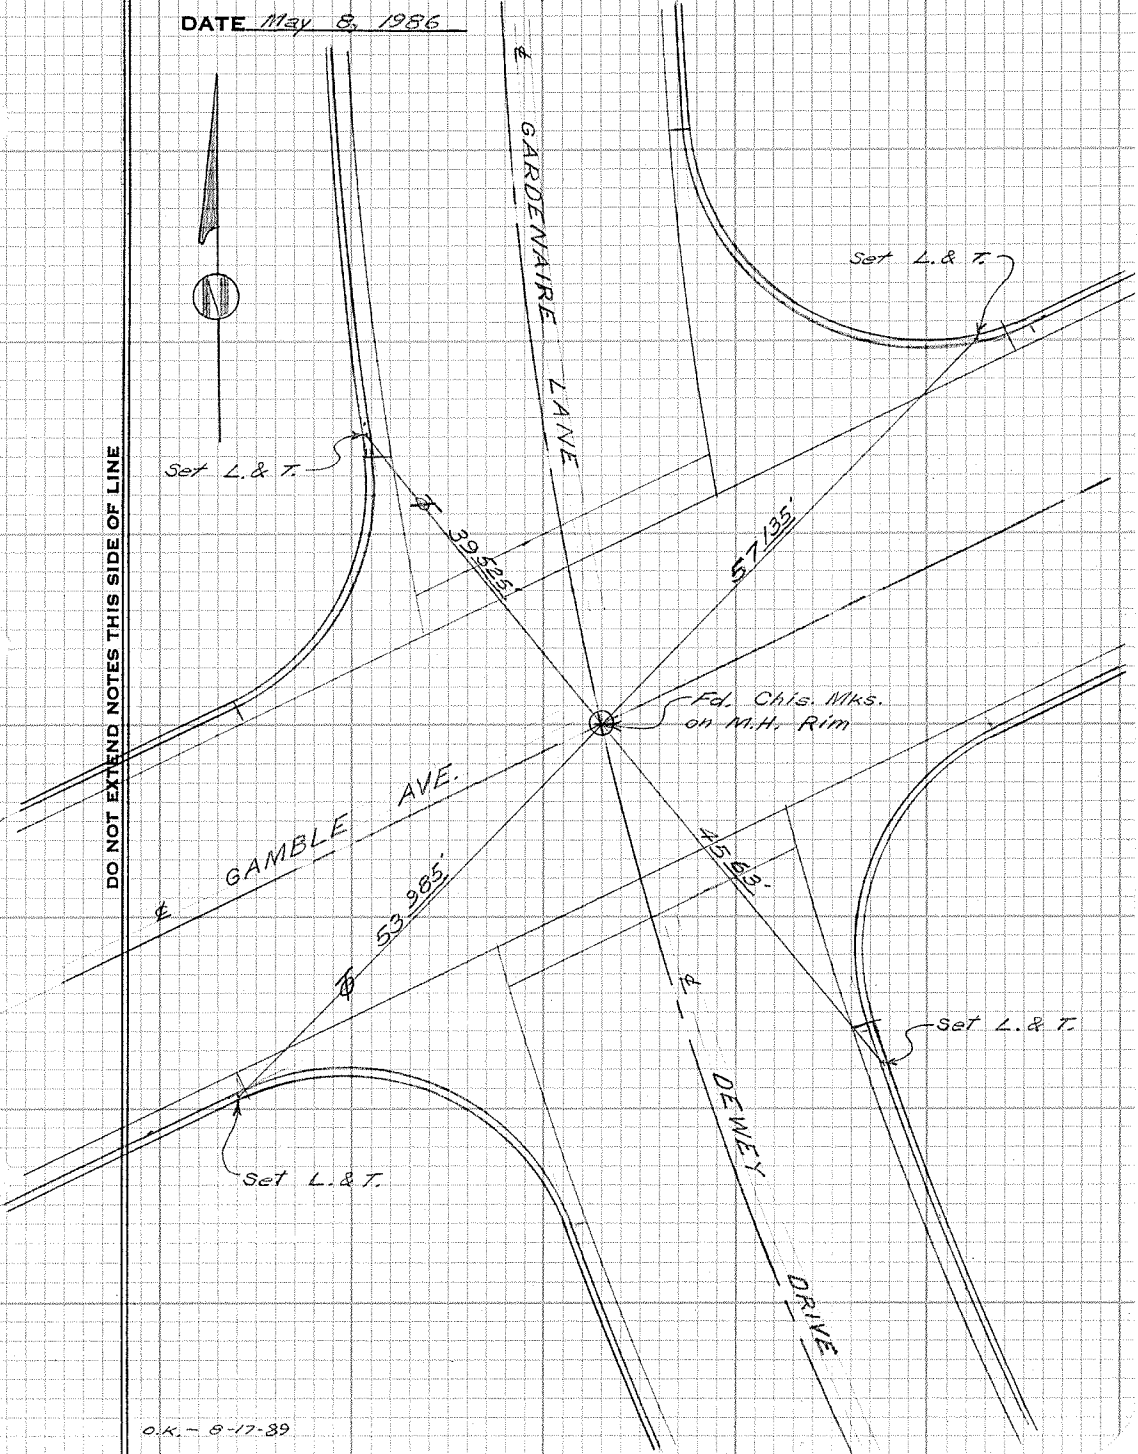 DATE May 8, 1986
℄ GARDENAIRE LANE
Set L. & T.
Set L. & T.
DO NOT EXTEND NOTES THIS SIDE OF LINE
39.525'
57.135'
Fd. Chis. Mks.
on M.H. Rim
℄ GAMBLE AVE.
53.985'
45.63'
℄ DEWEY DRIVE
Set L. & T.
Set L. & T.
O.K. - 8-17-89